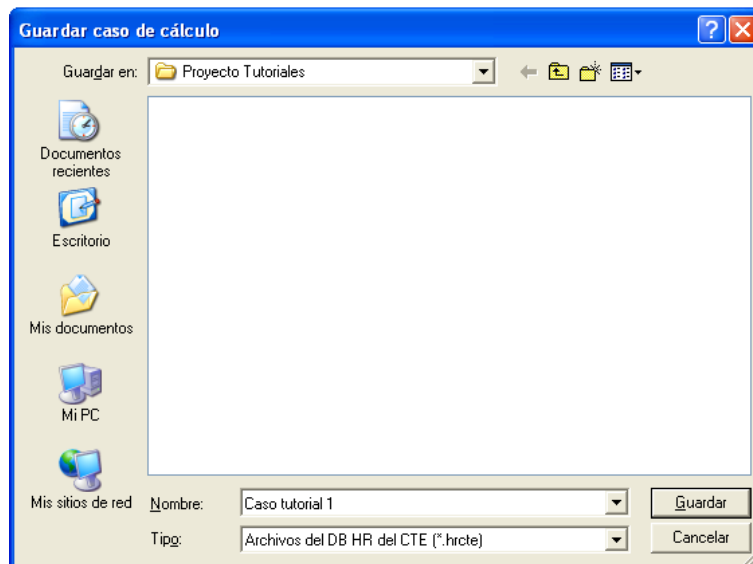 Guardar caso de cálculo
Guardar en: Proyecto Tutoriales
Documentos
recientes
Escritorio
Mis documentos
Mi PC
Mis sitios de red
Nombre: Caso tutorial 1 Guardar
Tipo: Archivos del DB HR del CTE (*.hrcte) Cancelar